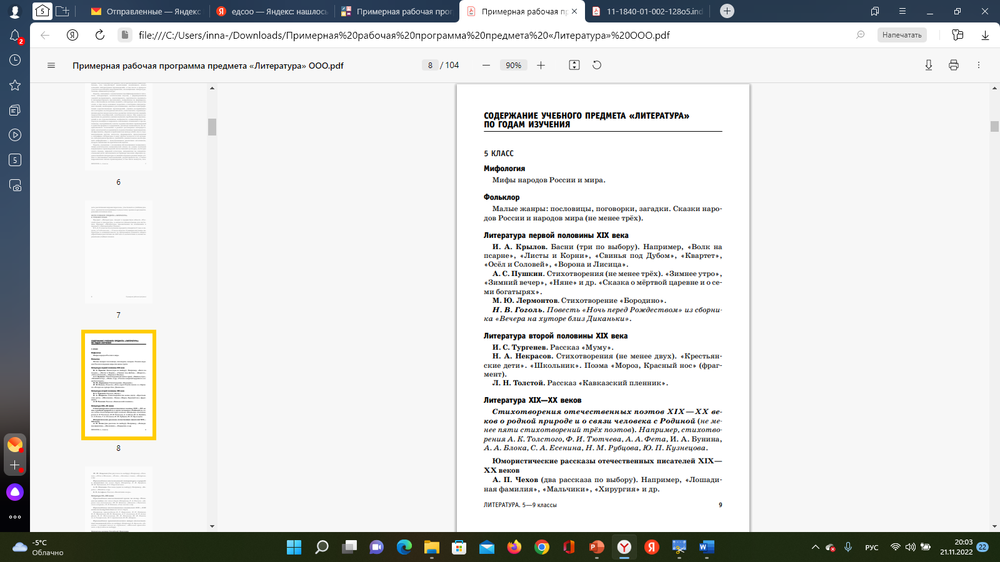 5
Отправленные — Яндекс
едсоо — Яндекс: нашлось
Примерная рабочая прог
Примерная рабочая пр
11-1840-01-002-128o5.ind
2
file:///C:/Users/inna-/Downloads/Примерная%20рабочая%20программа%20предмета%20«Литература»%20ООО.pdf
Напечатать
Примерная рабочая программа предмета «Литература» ООО.pdf
8 / 104
90%
5
6
7
8
СОДЕРЖАНИЕ УЧЕБНОГО ПРЕДМЕТА «ЛИТЕРАТУРА»
ПО ГОДАМ ИЗУЧЕНИЯ
5 КЛАСС
Мифология
Мифы народов России и мира.
Фольклор
Малые жанры: пословицы, поговорки, загадки. Сказки наро-
дов России и народов мира (не менее трёх).
Литература первой половины XIX века
И. А. Крылов. Басни (три по выбору). Например, «Волк на
псарне», «Листы и Корни», «Свинья под Дубом», «Квартет»,
«Осёл и Соловей», «Ворона и Лисица».
А. С. Пушкин. Стихотворения (не менее трёх). «Зимнее утро»,
«Зимний вечер», «Няне» и др. «Сказка о мёртвой царевне и о се-
ми богатырях».
М. Ю. Лермонтов. Стихотворение «Бородино».
Н. В. Гоголь. Повесть «Ночь перед Рождеством» из сборни-
ка «Вечера на хуторе близ Диканьки».
Литература второй половины XIX века
И. С. Тургенев. Рассказ «Муму».
Н. А. Некрасов. Стихотворения (не менее двух). «Крестьян-
ские дети». «Школьник». Поэма «Мороз, Красный нос» (фраг-
мент).
Л. Н. Толстой. Рассказ «Кавказский пленник».
Литература XIX—ХХ веков
Стихотворения отечественных поэтов XIX—ХХ ве-
ков о родной природе и о связи человека с Родиной (не ме-
нее пяти стихотворений трёх поэтов). Например, стихотво-
рения А. К. Толстого, Ф. И. Тютчева, А. А. Фета, И. А. Бунина,
А. А. Блока, С. А. Есенина, Н. М. Рубцова, Ю. П. Кузнецова.
Юмористические рассказы отечественных писателей XIX—
XX веков
А. П. Чехов (два рассказа по выбору). Например, «Лошади-
ная фамилия», «Мальчики», «Хирургия» и др.
ЛИТЕРАТУРА. 5—9 классы 9
-5°C
Облачно
РУС
20:03
21.11.2022
22